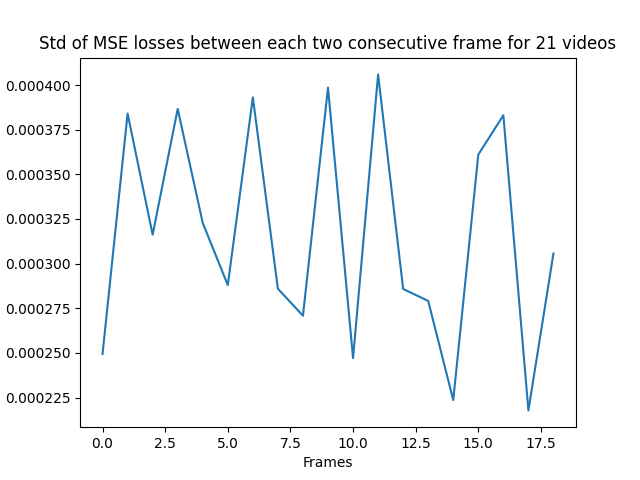 Std of MSE losses between each two consecutive frame for 21 videos
0.000400
0.000375
0.000350
0.000325
0.000300
0.000275
0.000250
0.000225
0.0 2.5 5.0 7.5 10.0 12.5 15.0 17.5
Frames